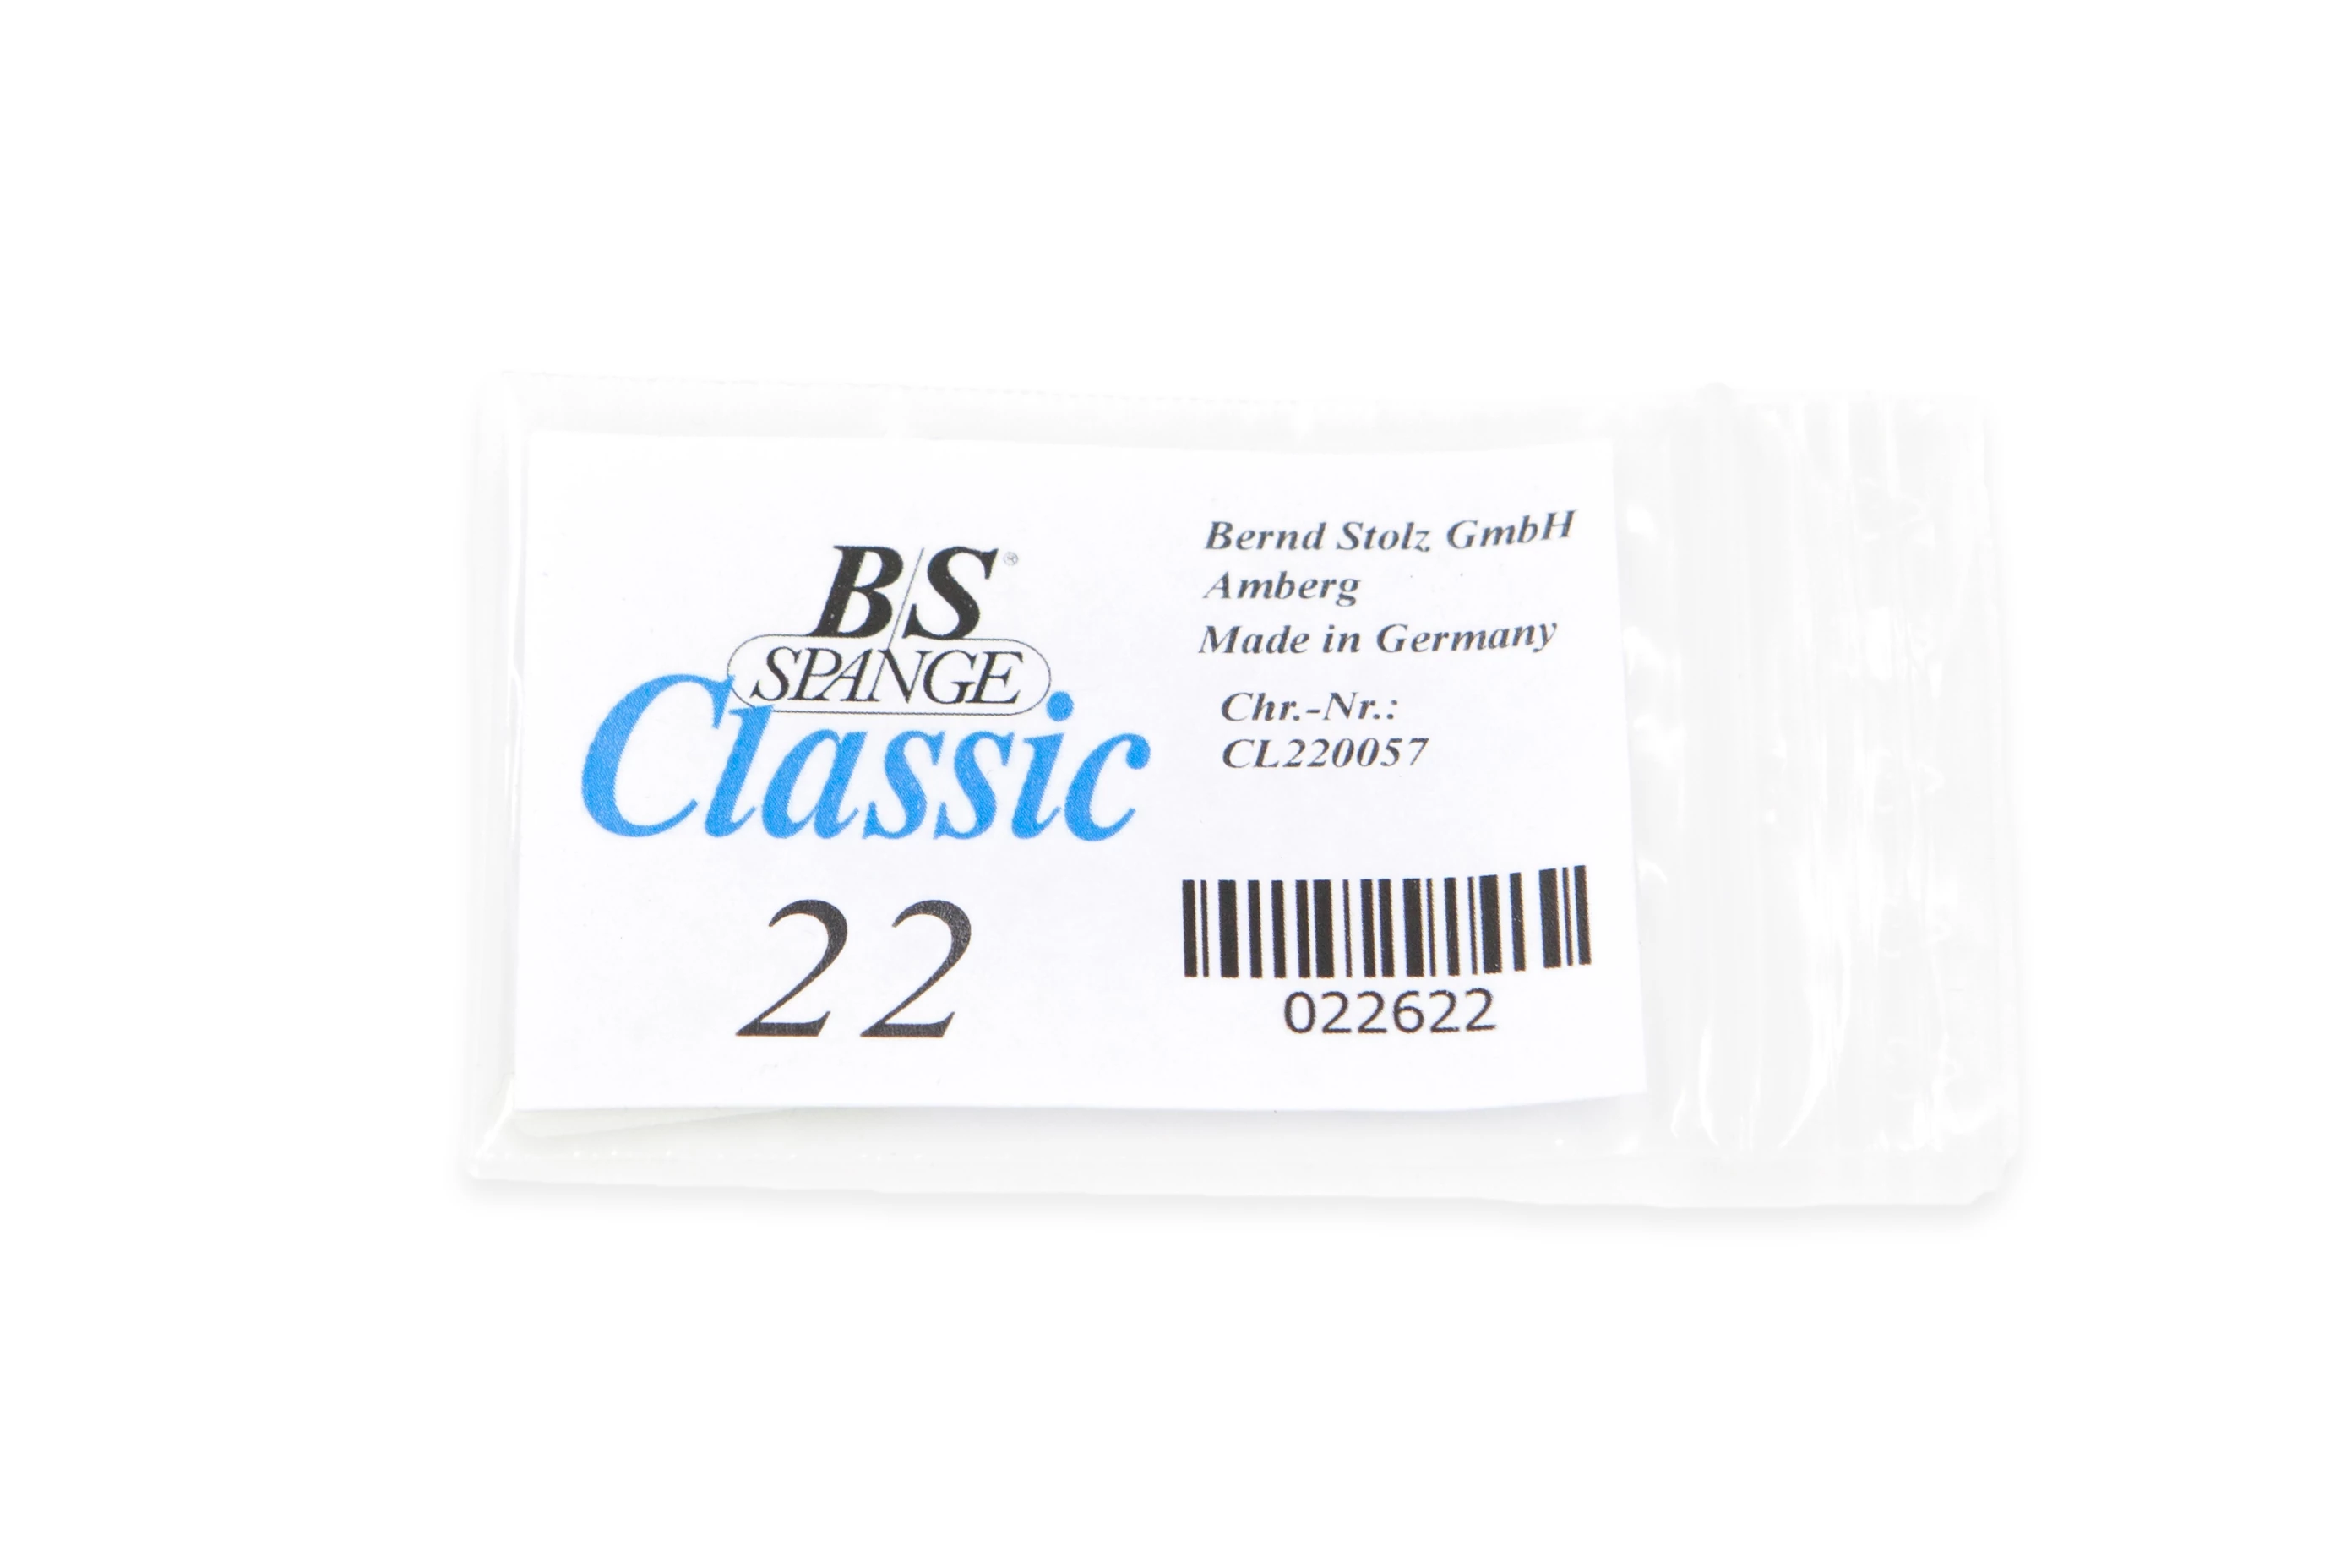 B/S®
SPANGE
Classic
22
Bernd Stolz GmbH
Amberg
Made in Germany
Chr.-Nr.:
CL220057
022622